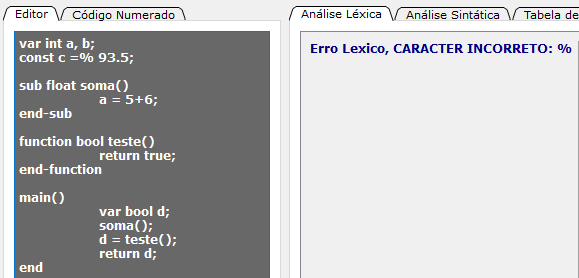 Editor
Código Numerado
var int a, b;
const c =% 93.5;
sub float soma()
a = 5+6;
end-sub
function bool teste()
return true;
end-function
main()
var bool d;
soma();
d = teste();
return d;
end
Análise Léxica
Análise Sintática
Tabela de
Erro Lexico, CARACTER INCORRETO: %